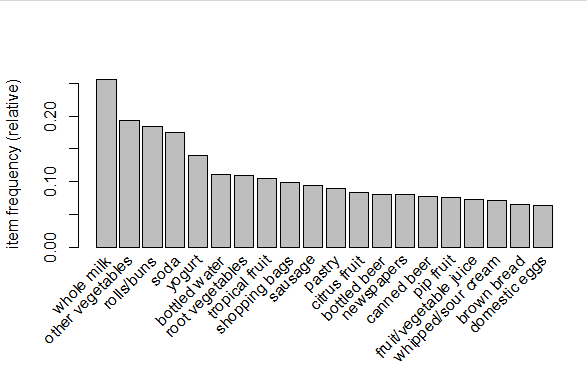 item frequency (relative)
0.00
0.10
0.20
whole milk
other vegetables
rolls/buns
soda
yogurt
bottled water
root vegetables
tropical fruit
shopping bags
sausage
pastry
citrus fruit
bottled beer
newspapers
canned beer
pip fruit
fruit/vegetable juice
whipped/sour cream
brown bread
domestic eggs